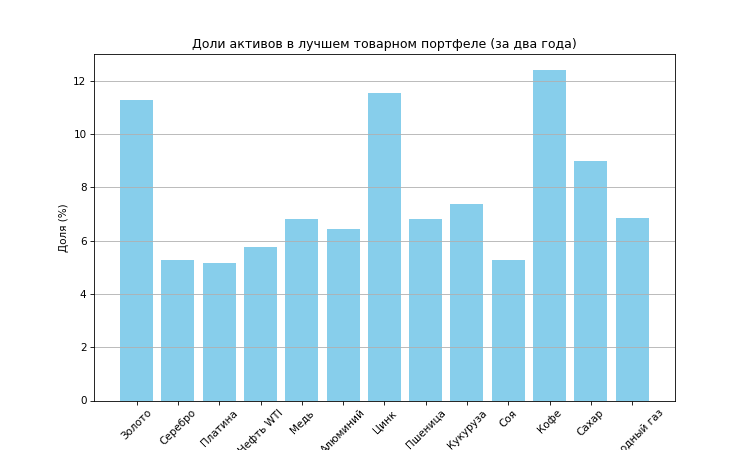 Доли активов в лучшем товарном портфеле (за два года)
Доля (%)
12
10
8
6
4
2
0
Золото
Серебро
Платина
Нефть WTI
Медь
Алюминий
Цинк
Пшеница
Кукуруза
Соя
Кофе
Сахар
газ